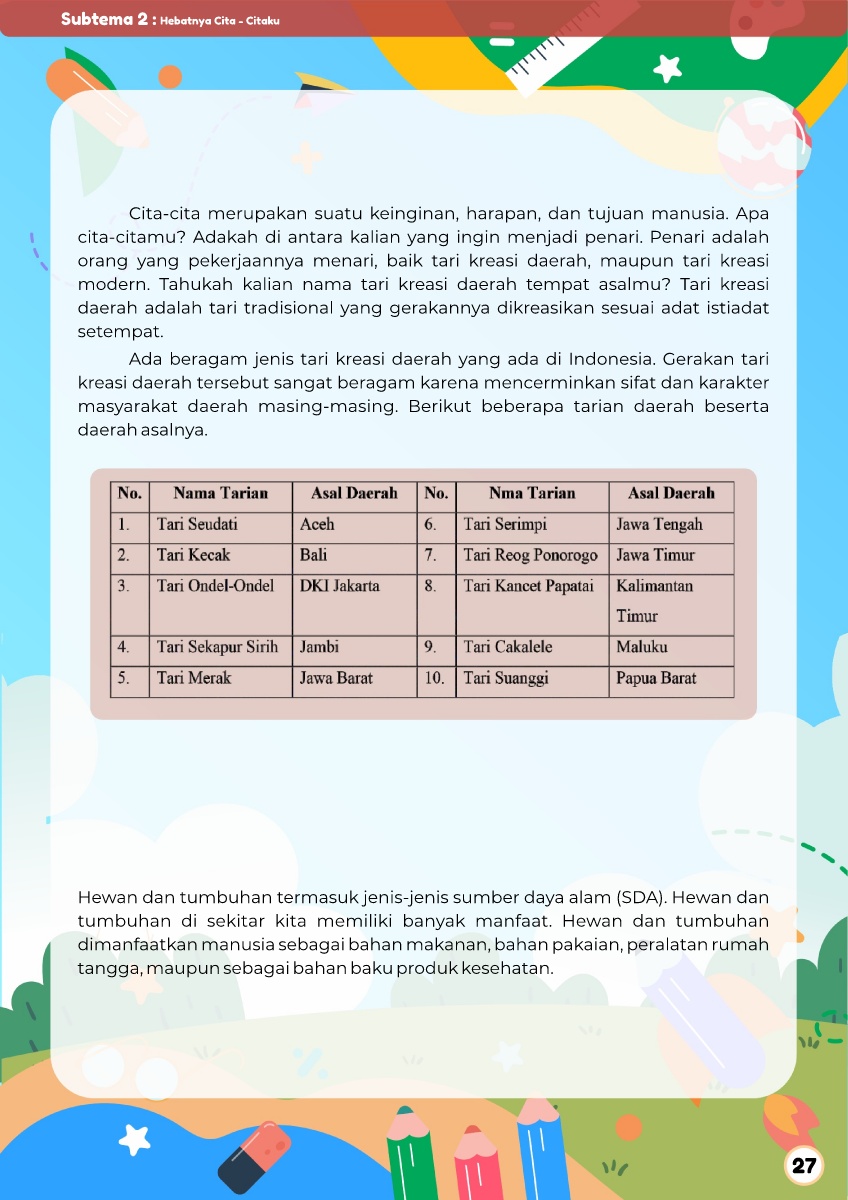 Subtema 2 : Hebatnya Cita - Citaku
Cita-cita merupakan suatu keinginan, harapan, dan tujuan manusia. Apa
cita-citamu? Adakah di antara kalian yang ingin menjadi penari. Penari adalah
orang yang pekerjaannya menari, baik tari kreasi daerah, maupun tari kreasi
modern. Tahukah kalian nama tari kreasi daerah tempat asalmu? Tari kreasi
daerah adalah tari tradisional yang gerakannya dikreasikan sesuai adat istiadat
setempat.
Ada beragam jenis tari kreasi daerah yang ada di Indonesia. Gerakan tari
kreasi daerah tersebut sangat beragam karena mencerminkan sifat dan karakter
masyarakat daerah masing-masing. Berikut beberapa tarian daerah beserta
daerah asalnya.
No. Nama Tarian Asal Daerah No. Nma Tarian Asal Daerah
1. Tari Seudati Aceh 6. Tari Serimpi Jawa Tengah
2. Tari Kecak Bali 7. Tari Reog Ponorogo Jawa Timur
3. Tari Ondel-Ondel DKI Jakarta 8. Tari Kancet Papatai Kalimantan
Timur
4. Tari Sekapur Sirih Jambi 9. Tari Cakalele Maluku
5. Tari Merak Jawa Barat 10. Tari Suanggi Papua Barat
Hewan dan tumbuhan termasuk jenis-jenis sumber daya alam (SDA). Hewan dan
tumbuhan di sekitar kita memiliki banyak manfaat. Hewan dan tumbuhan
dimanfaatkan manusia sebagai bahan makanan, bahan pakaian, peralatan rumah
tangga, maupun sebagai bahan baku produk kesehatan.
27